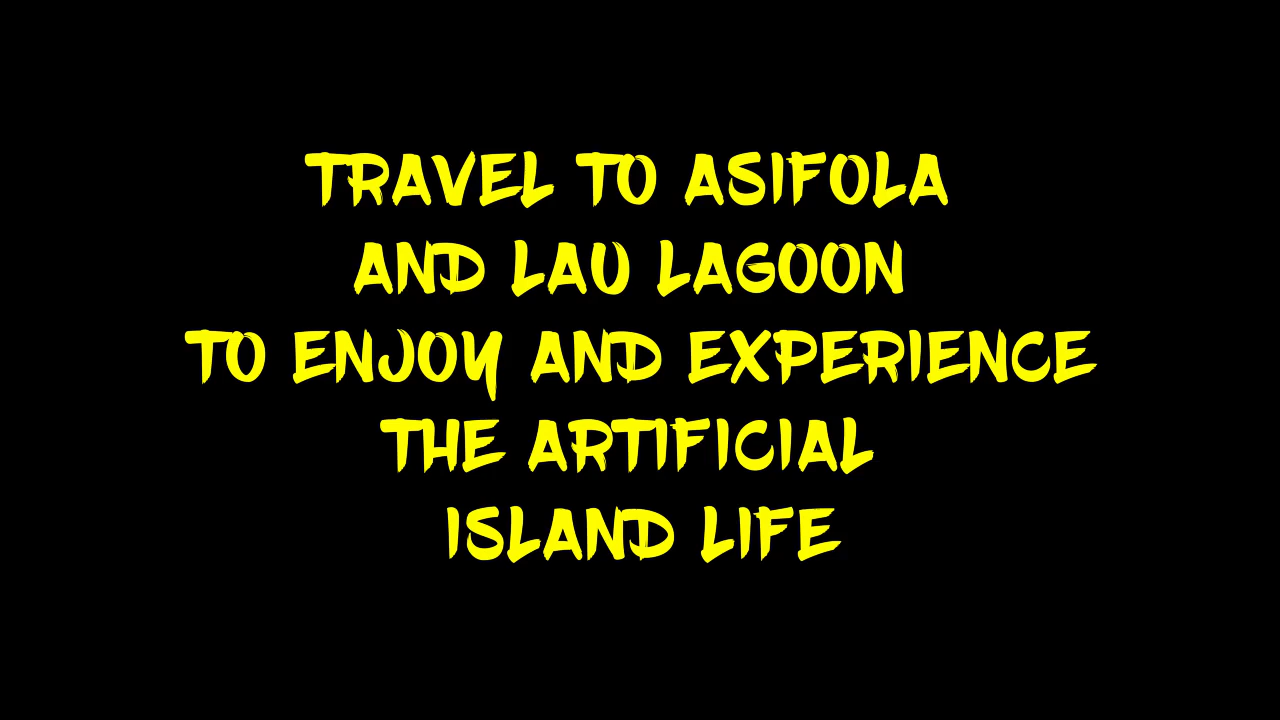 TRAVEL TO ASIFOLA
AND LAU LAGOON
TO ENJOY AND EXPERIENCE
THE ARTIFICIAL
ISLAND LIFE